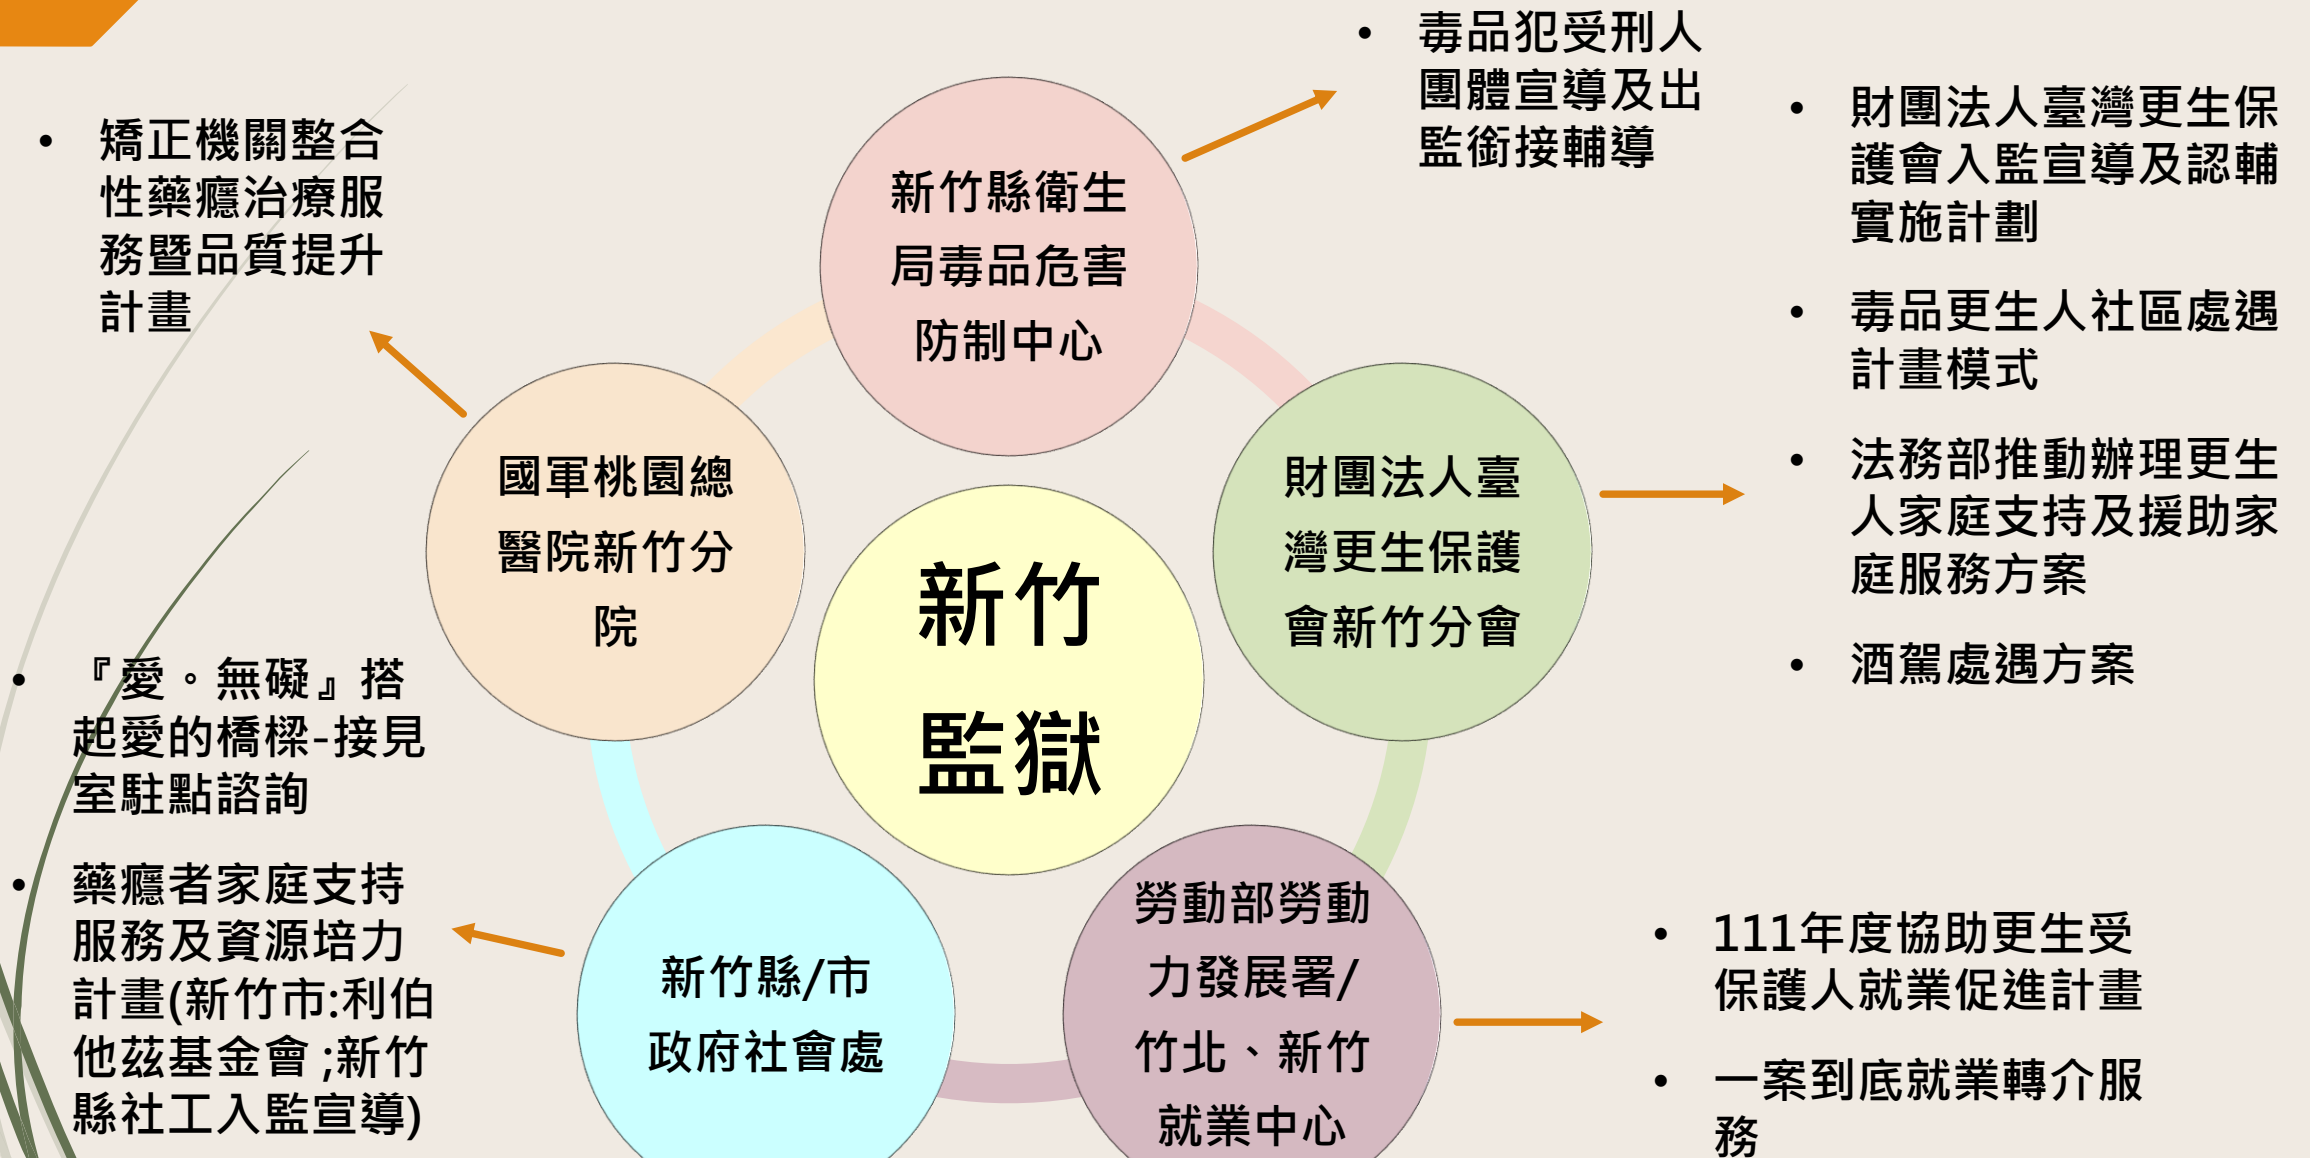 • 毒品犯受刑人
團體宣導及出
監銜接輔導
• 財團法人臺灣更生保
護會入監宣導及認輔
實施計劃
• 毒品更生人社區處遇
計畫模式
• 法務部推動辦理更生
人家庭支持及援助家
庭服務方案
• 酒駕處遇方案
• 矯正機關整合
性藥癮治療服
務暨品質提升
計畫
新竹縣衛生
局毒品危害
防制中心
國軍桃園總
醫院新竹分
院
財團法人臺
灣更生保護
會新竹分會
新竹
監獄
• 『愛。無礙』搭
起愛的橋樑-接見
室駐點諮詢
• 藥癮者家庭支持
服務及資源培力
計畫(新竹市:利伯
他茲基金會;新竹
縣社工入監宣導)
新竹縣/市
政府社會處
勞動部勞動
力發展署/
竹北、新竹
就業中心
• 111年度協助更生受
保護人就業促進計畫
• 一案到底就業轉介服
務